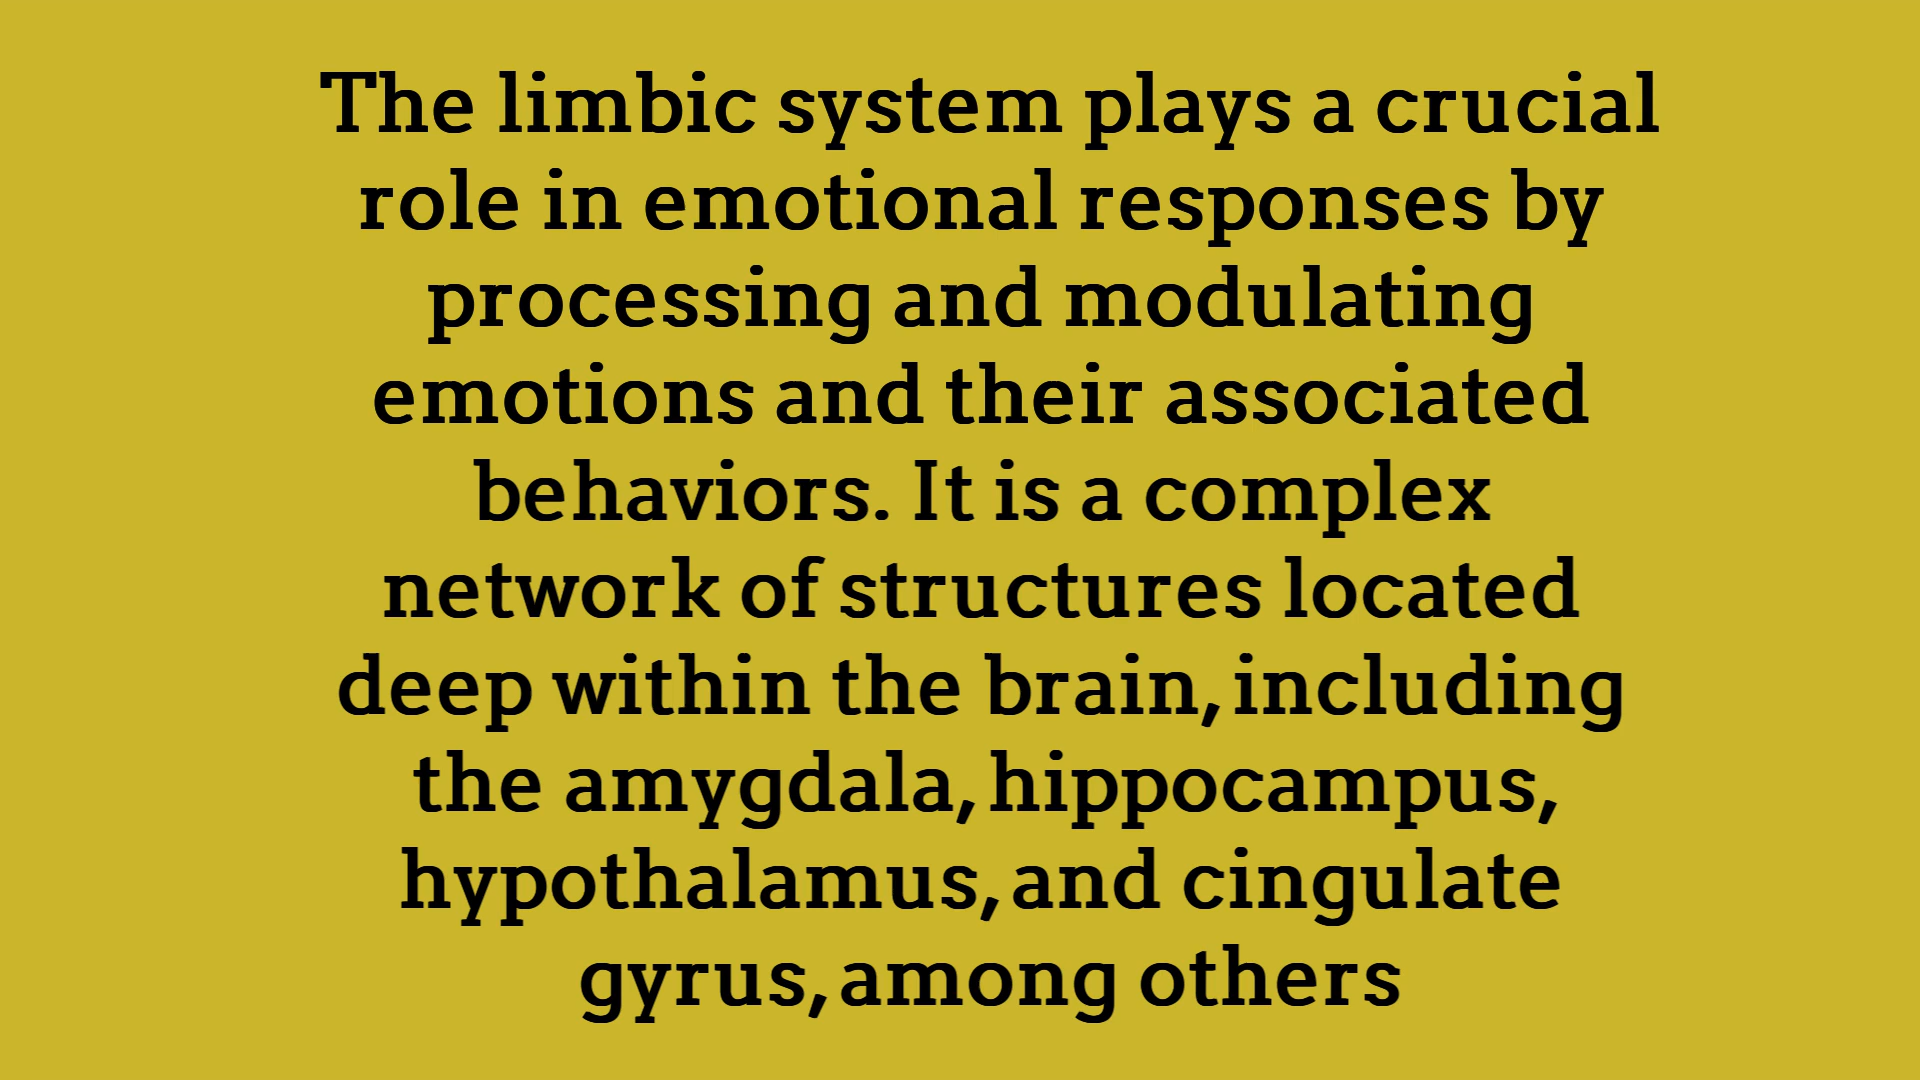 The limbic system plays a crucial
role in emotional responses by
processing and modulating
emotions and their associated
behaviors. It is a complex
network of structures located
deep within the brain, including
the amygdala, hippocampus,
hypothalamus, and cingulate
gyrus, among others